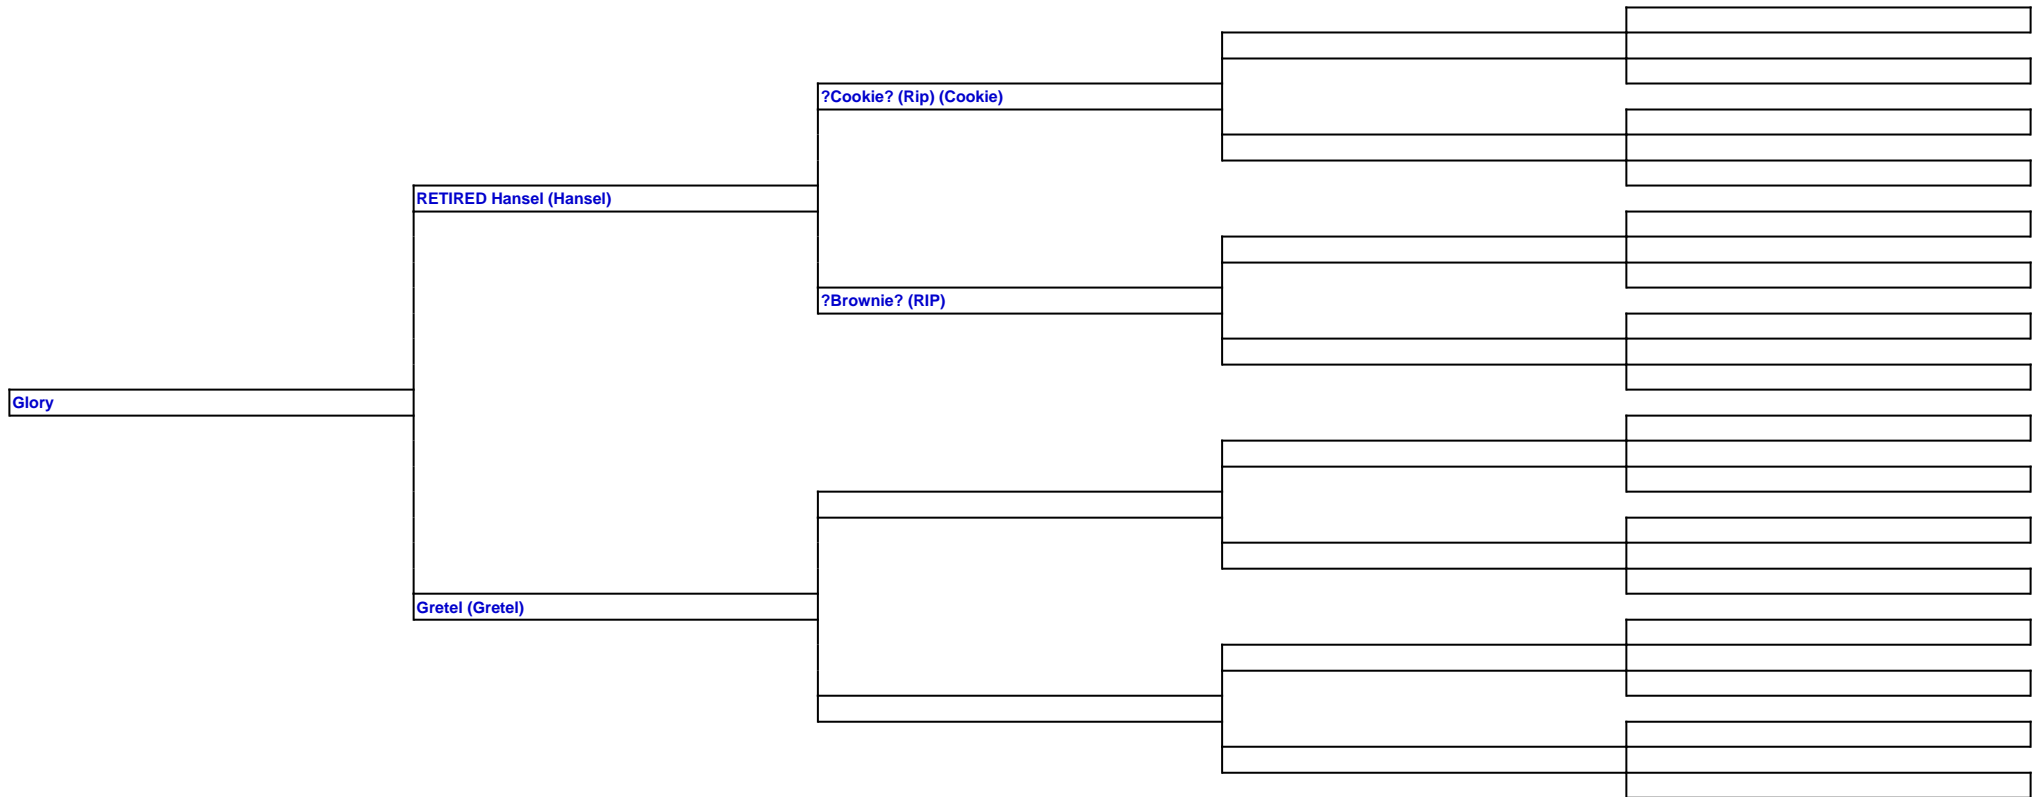 ?Cookie? (Rip) (Cookie)
RETIRED Hansel (Hansel)
?Brownie? (RIP)
Glory
Gretel (Gretel)